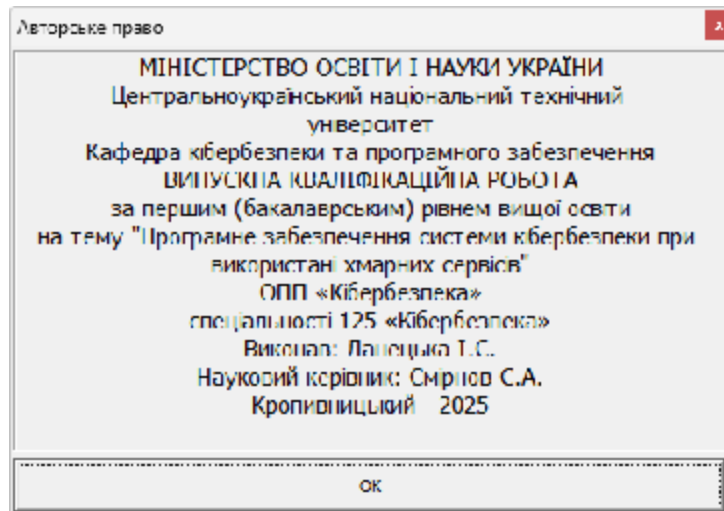 Авторське право
x
МІНІСТЕРСТВО ОСВІТИ І НАУКИ УКРАЇНИ
Центральноукраїнський національний технічний
університет
Кафедра кібербезпеки та програмного забезпечення
ВИПУСКНА КВАЛІФІКАЦІЙНА РОБОТА
за першим (бакалаврським) рівнем вищої освіти
на тему "Програмне забезпечення системи кібербезпеки при
використані хмарних сервісів"
ОПП «Кібербезпека»
спеціальності 125 «Кібербезпека»
Виконав: Ланецька І.С.
Науковий керівник: Смірнов С.А.
Кропивницький 2025
ОК